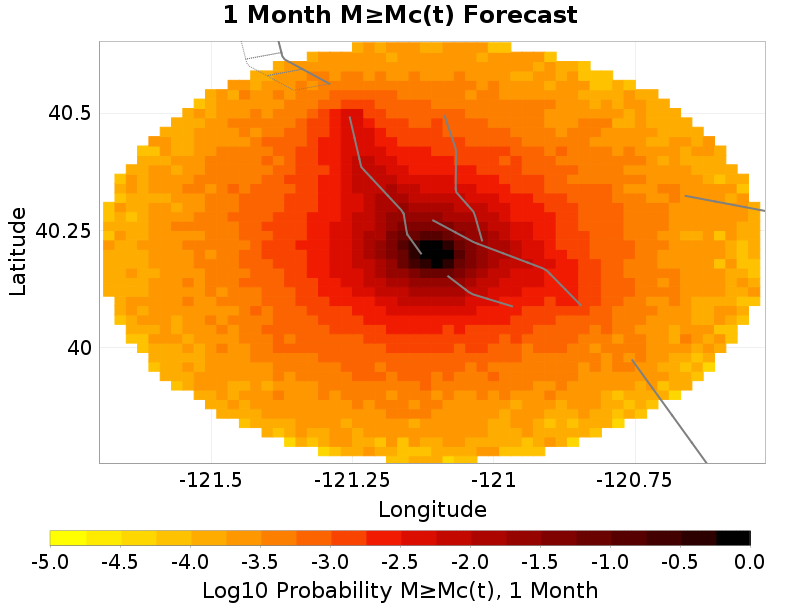 1 Month M≥Mc(t) Forecast
40.5
40.25
40
Latitude
-121.5 -121.25 -121 -120.75
Longitude
-5.0 -4.5 -4.0 -3.5 -3.0 -2.5 -2.0 -1.5 -1.0 -0.5 0.0
Log10 Probability M≥Mc(t), 1 Month